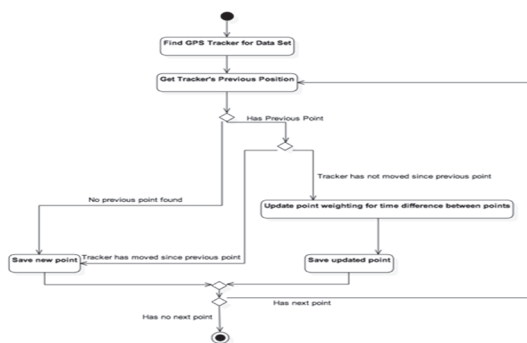 Find GPS Tracker for Data Set
Get Tracker's Previous Position
Has Previous Point
Tracker has not moved since previous point
No previous point found
Update point weighting for time difference between points
Tracker has moved since previous point
Save new point
Save updated point
Has next point
Has no next point